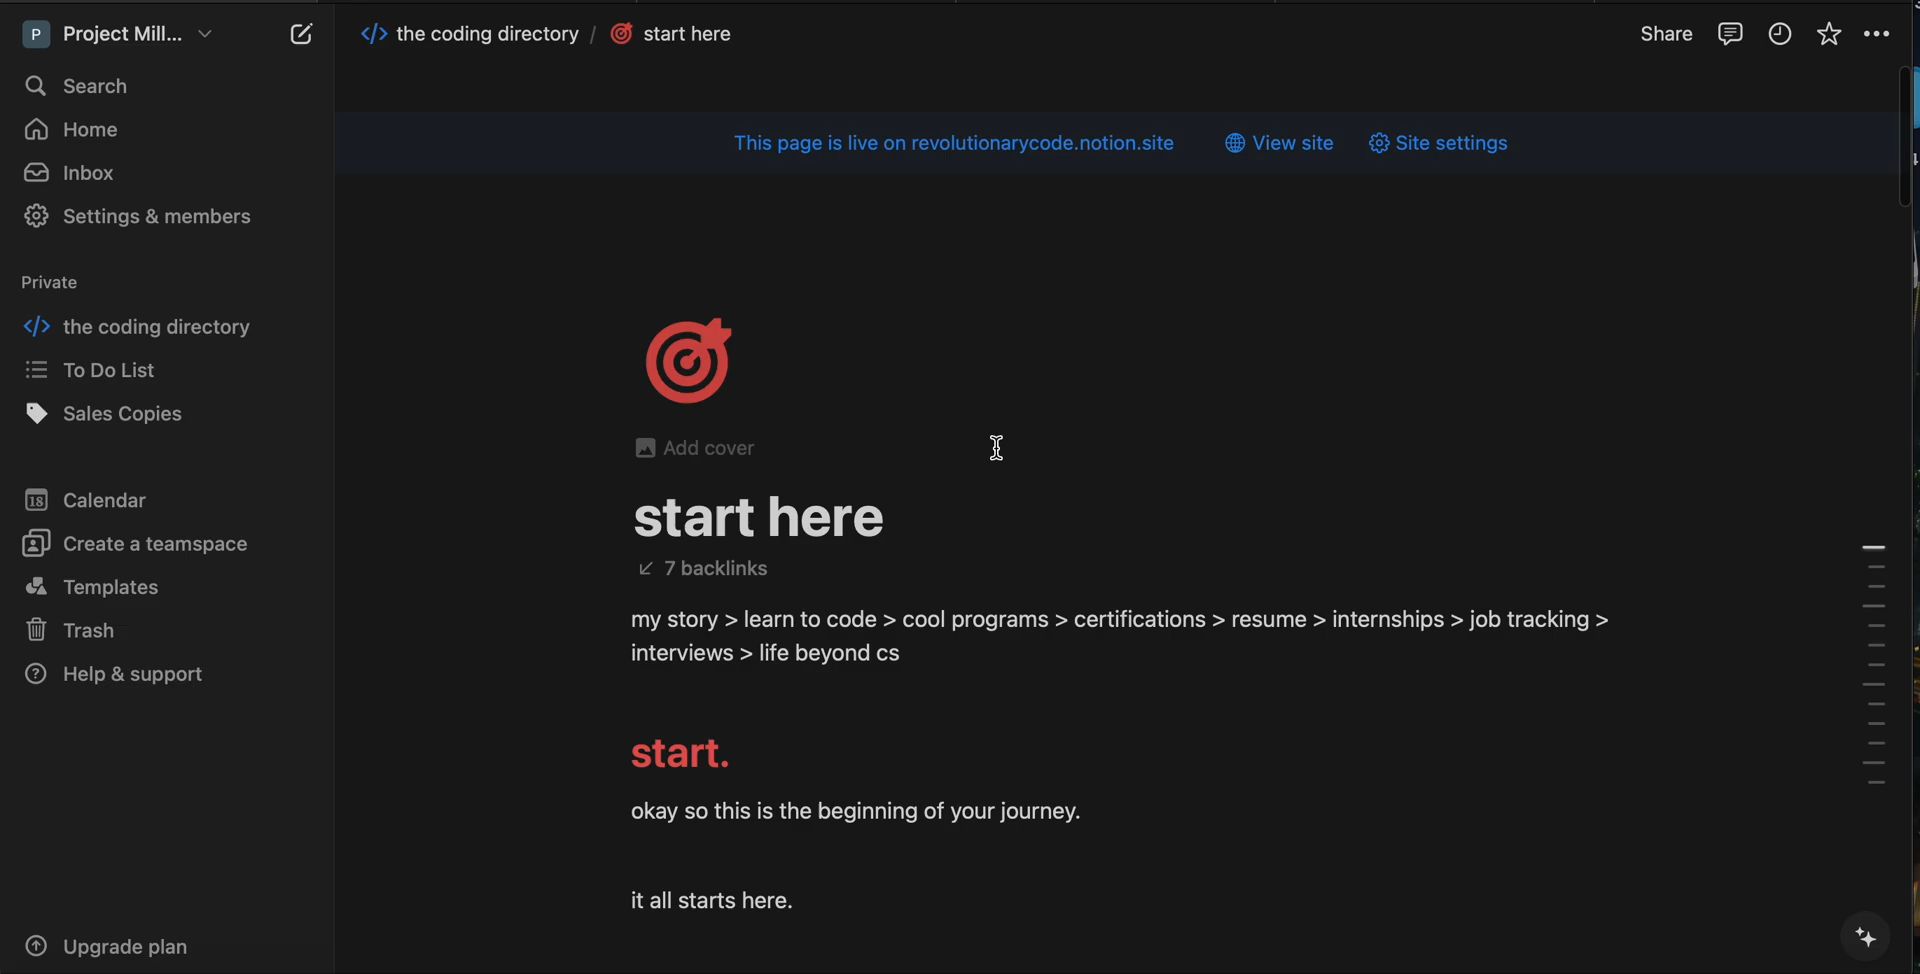 P Project Mill...
the coding directory / start here
Share
Search
Home
Inbox
Settings & members
Private
the coding directory
To Do List
Sales Copies
18 Calendar
Create a teamspace
Templates
Trash
Help & support
Upgrade plan
This page is live on revolutionarycode.notion.site View site Site settings
Add cover
start here
7 backlinks
my story > learn to code > cool programs > certifications > resume > internships > job tracking >
interviews > life beyond cs
start.
okay so this is the beginning of your journey.
it all starts here.